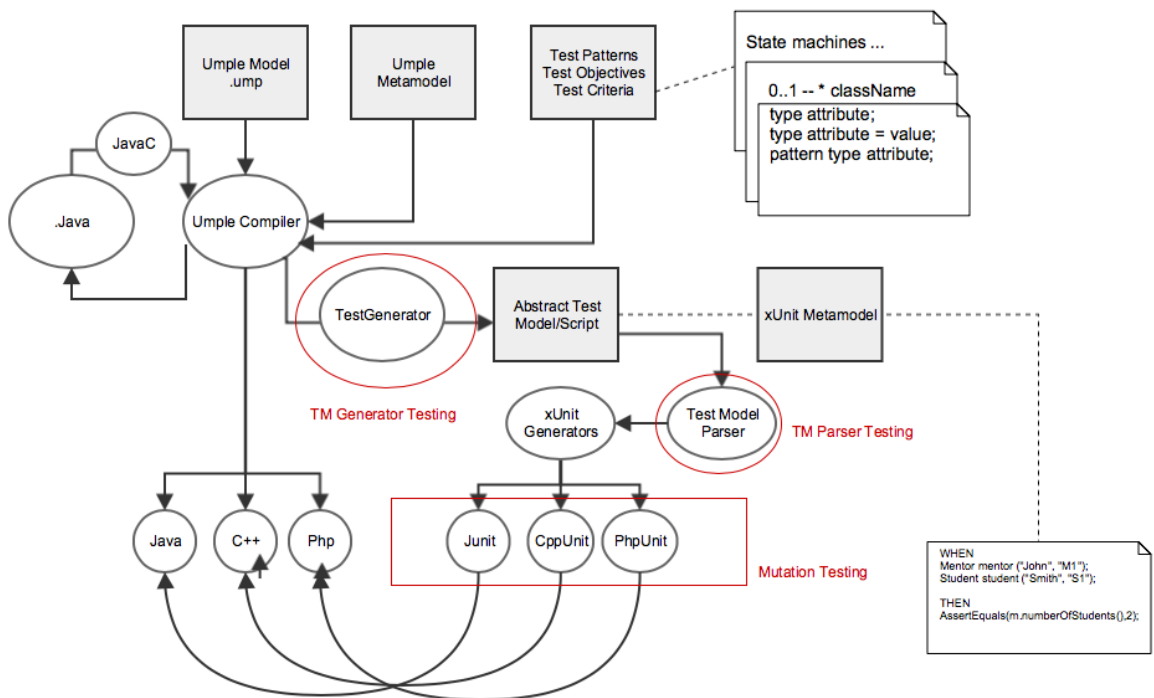 Umple Model
.ump
Umple
Metamodel
Test Patterns
Test Objectives
Test Criteria
State machines ...
0..1 -- * className
type attribute;
type attribute = value;
pattern type attribute;
JavaC
.Java
Umple Compiler
TestGenerator
Abstract Test
Model/Script
xUnit Metamodel
TM Generator Testing
xUnit
Generators
Test Model
Parser
TM Parser Testing
Java
C++
Php
Junit
CppUnit
PhpUnit
Mutation Testing
WHEN
Mentor mentor ("John", "M1");
Student student ("Smith", "S1");
THEN
AssertEquals(m.numberOfStudents(),2);